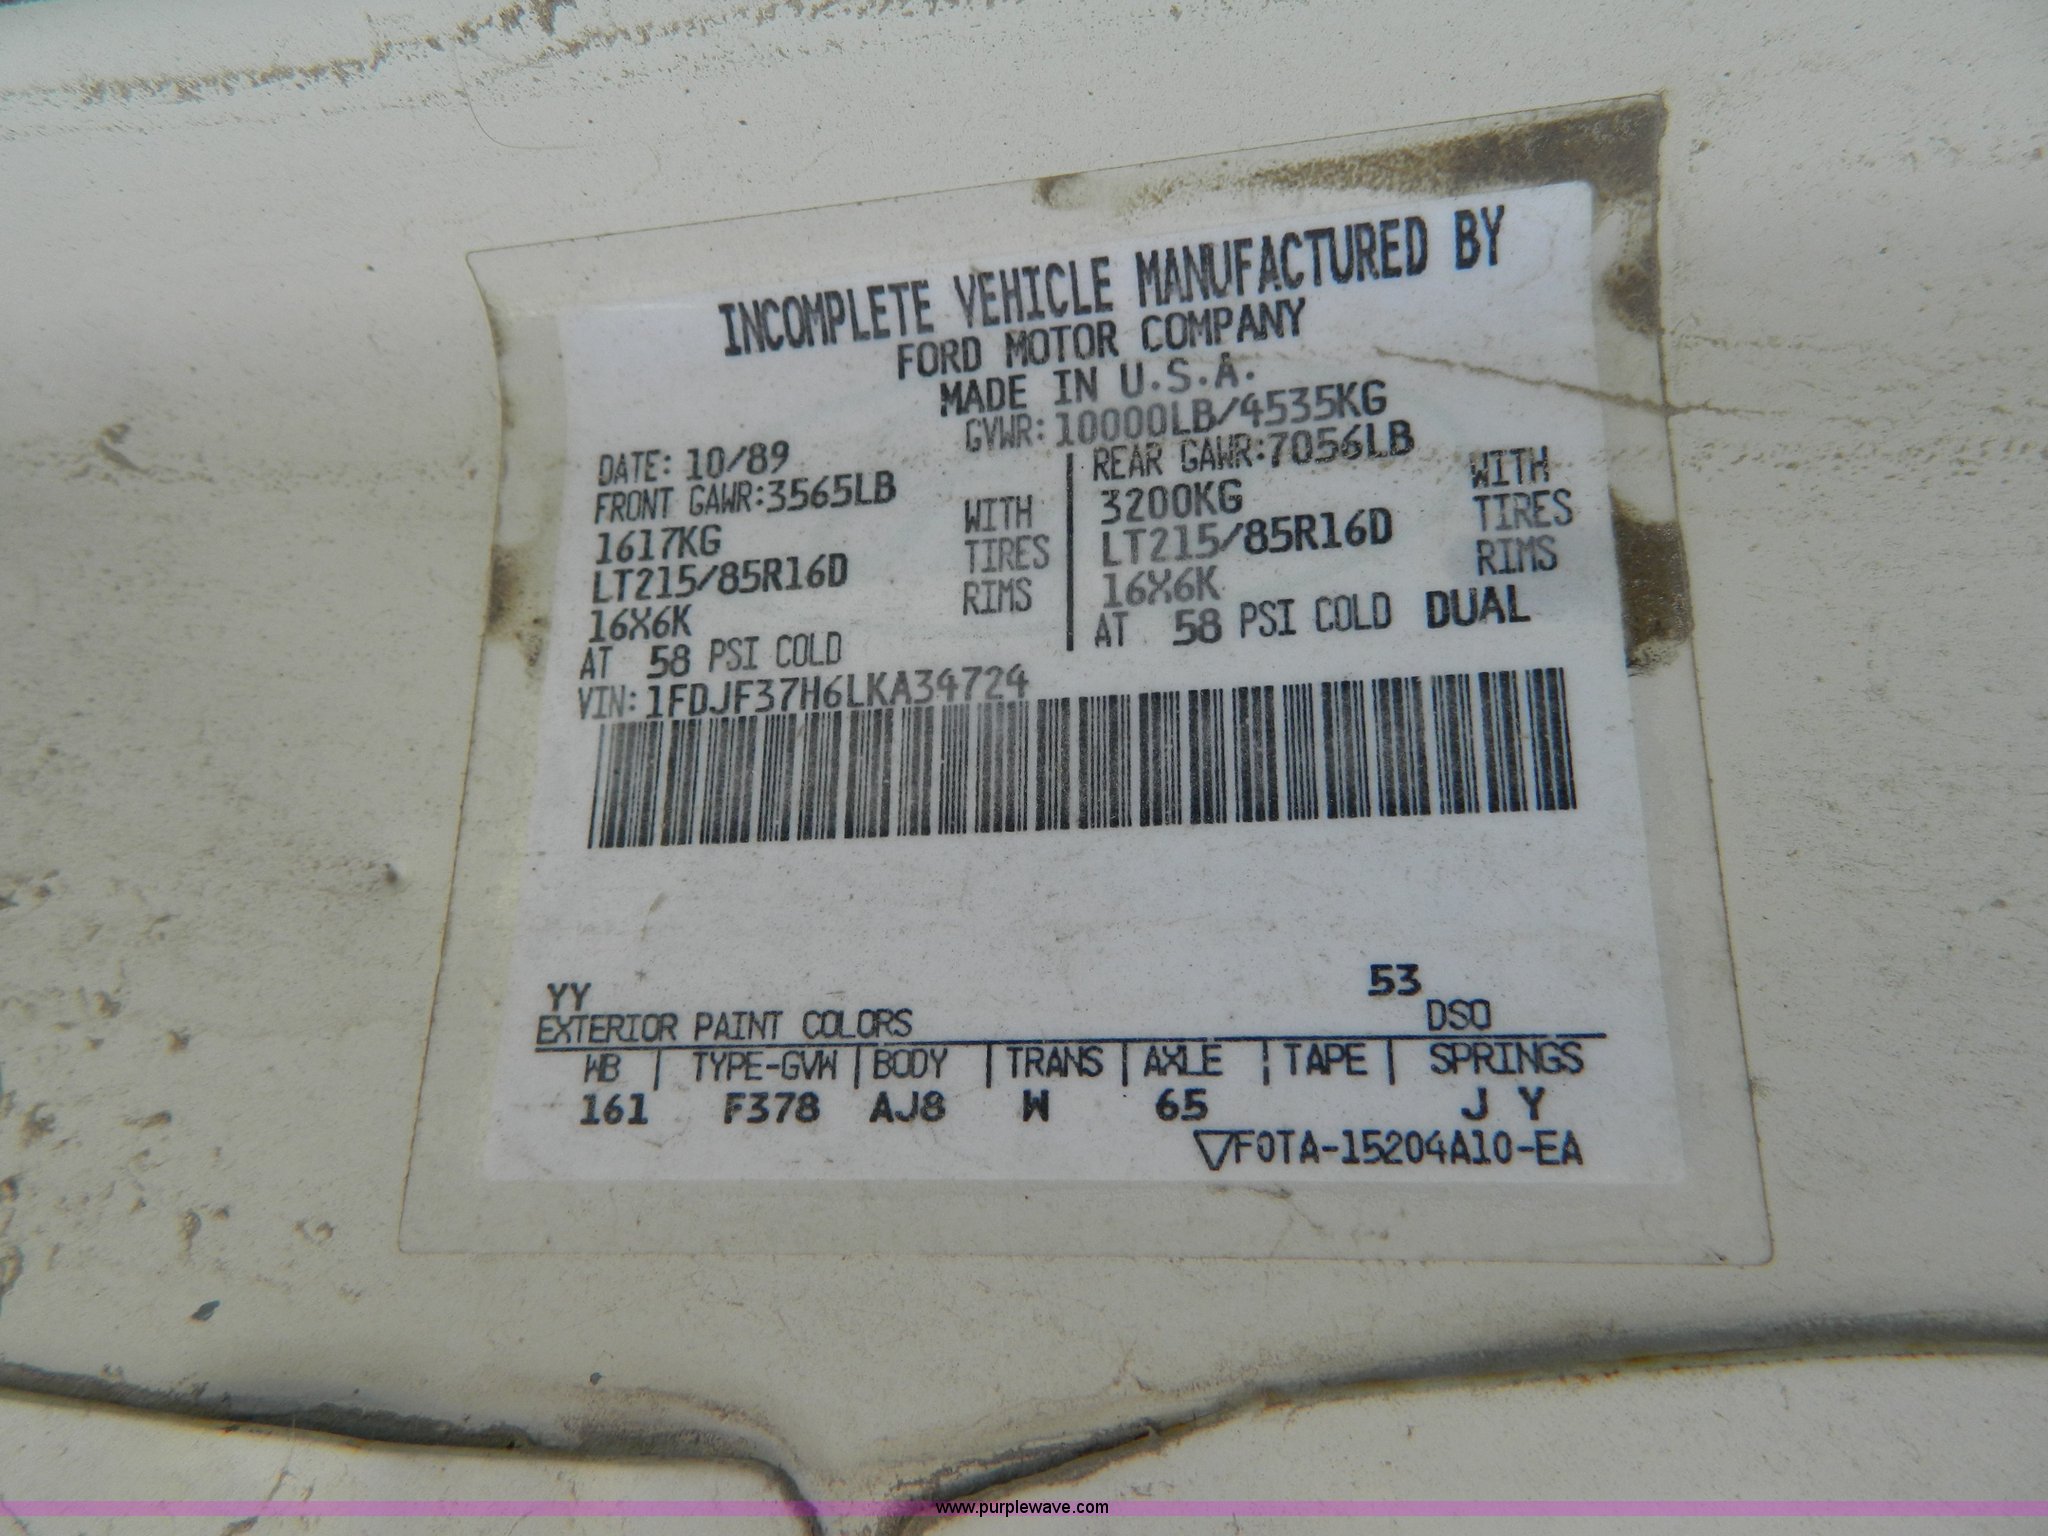 INCOMPLETE VEHICLE MANUFACTURED BY
FORD MOTOR COMPANY
MADE IN U.S.A.
GVWR: 10000LB/4535KG
DATE: 10/89
FRONT GAWR: 3565LB
1617KG WITH
LT215/85R16D TIRES
16X6K RIMS
AT 58 PSI COLD
REAR GAWR: 7056LB
3200KG WITH
LT215/85R16D TIRES
16X6K RIMS
AT 58 PSI COLD DUAL
VIN: 1FDJF37H6LKA34724
YY 53
EXTERIOR PAINT COLORS DSO
WB | TYPE-GVW | BODY | TRANS | AXLE | TAPE | SPRINGS
161 F378 AJ8 W 65 J Y
▽F0TA-15204A10-EA
www.purplewave.com